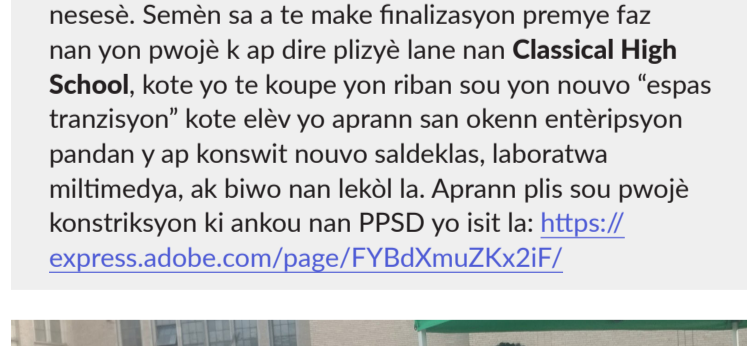 nesesè. Semèn sa a te make finalizasyon premye faz
nan yon pwojè k ap dire plizyè lane nan Classical High
School, kote yo te koupe yon riban sou yon nouvo “espas
tranzisyon” kote elèv yo aprann san okenn entèripsyon
pandan y ap konswit nouvo saldeklas, laboratwa
miltimedya, ak biwo nan lekòl la. Aprann plis sou pwojè
konstriksyon ki ankou nan PPSD yo isit la: https://
express.adobe.com/page/FYBdXmuZKx2iF/